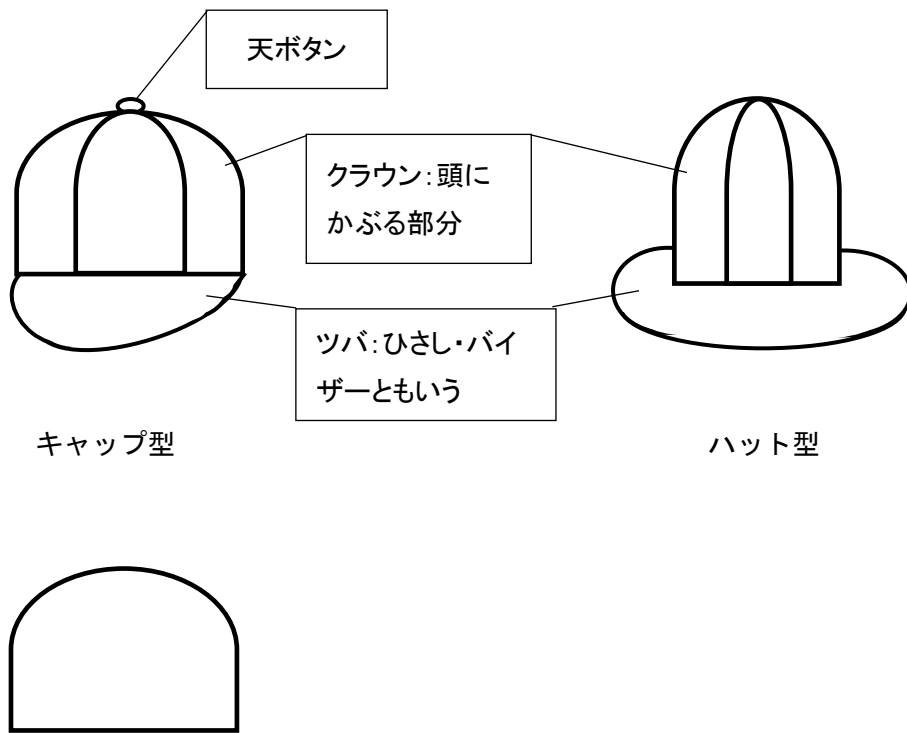 天ボタン
クラウン：頭に
かぶる部分
ツバ：ひさし・バイ
ザーともいう
キャップ型
ハット型